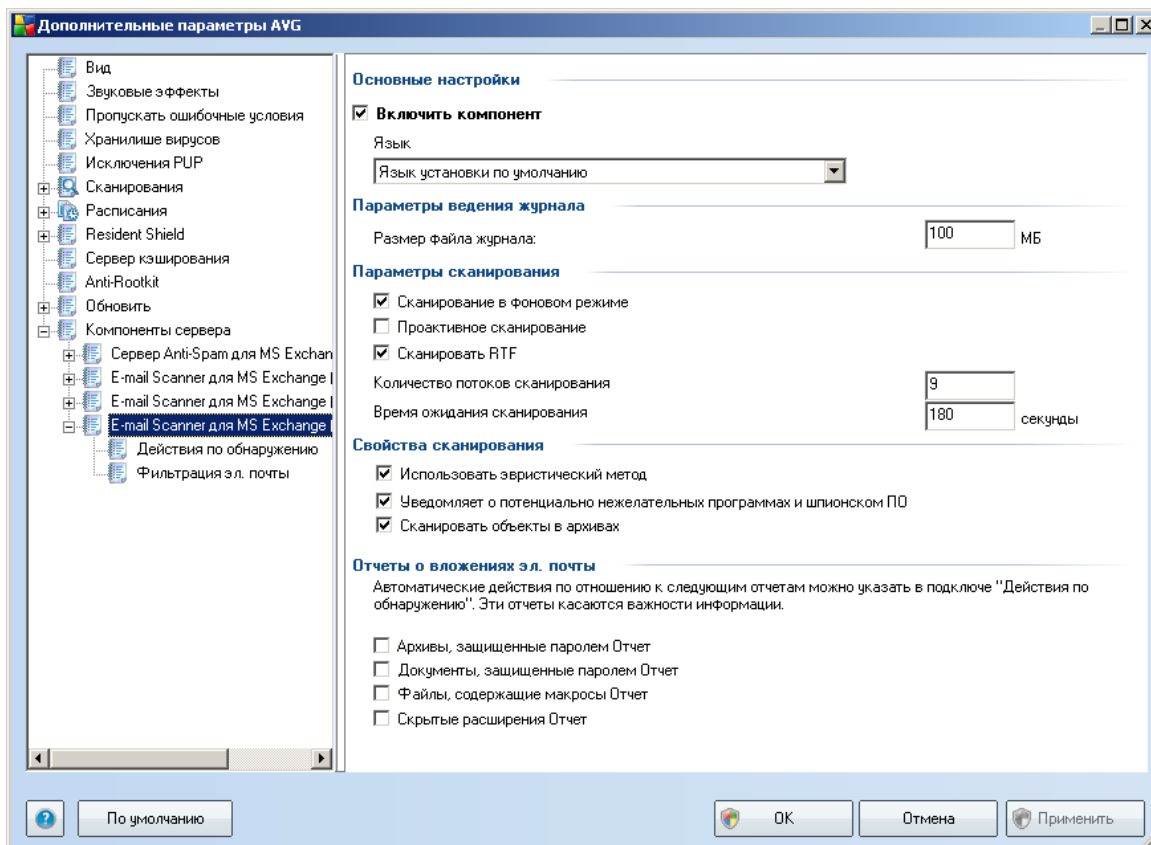 Дополнительные параметры AVG
Вид
Звуковые эффекты
Пропускать ошибочные условия
Хранилише вирусов
Исключения PUP
Сканирования
Расписания
Resident Shield
Сервер кэширования
Anti-Rootkit
Обновить
Компоненты сервера
Сервер Anti-Spam для MS Exchan
E-mail Scanner для MS Exchange
E-mail Scanner для MS Exchange
E-mail Scanner для MS Exchange
Действия по обнаружению
Фильтрация эл. почты
Основные настройки
Включить компонент
Язык
Язык установки по умолчанию
Параметры ведения журнала
Размер файла журнала: 100 МБ
Параметры сканирования
Сканирование в фоновом режиме
Проактивное сканирование
Сканировать RTF
Количество потоков сканирования 9
Время ожидания сканирования 180 секунды
Свойства сканирования
Использовать эвристический метод
Уведомляет о потенциально нежелательных программах и шпионском ПО
Сканировать объекты в архивах
Отчеты о вложениях эл. почты
Автоматические действия по отношению к следующим отчетам можно указать в подключе "Действия по
обнаружению". Эти отчеты касаются важности информации.
Архивы, защищенные паролем Отчет
Документы, защищенные паролем Отчет
Файлы, содержащие макросы Отчет
Скрытые расширения Отчет
По умолчанию
OK
Отмена
Применить